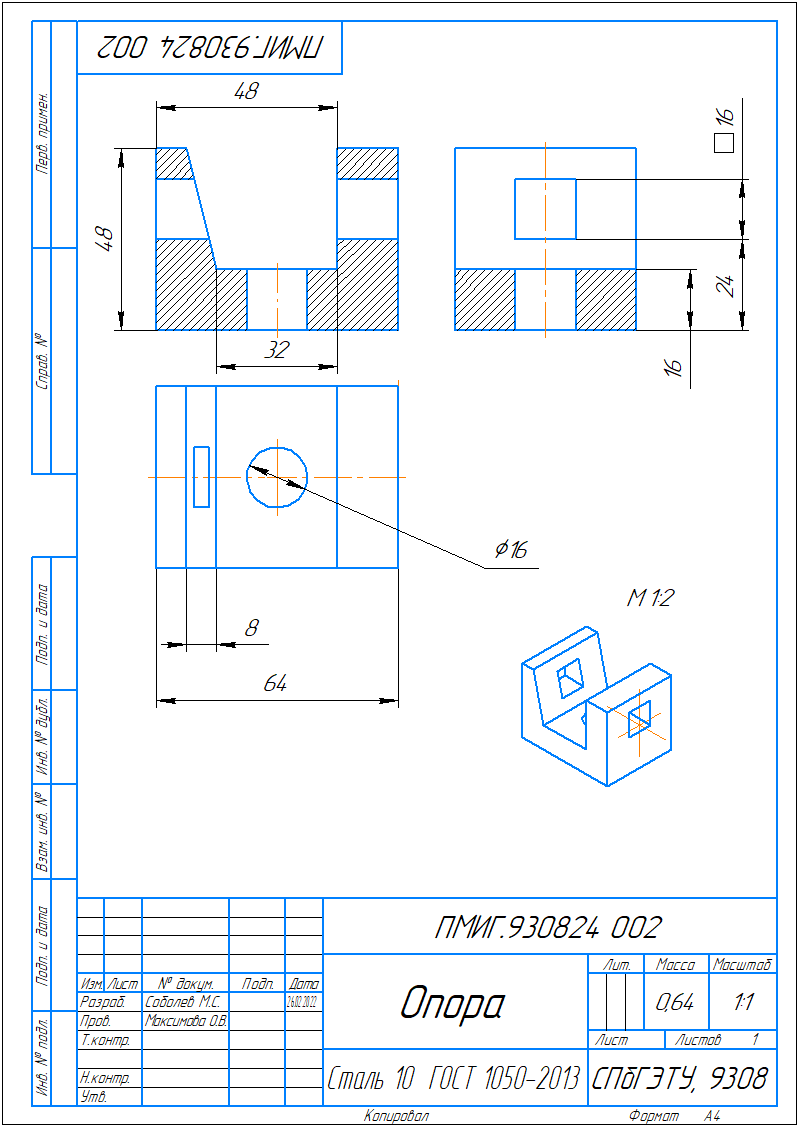 ПМИГ.930824 002
Перв. примен.
Справ. №
Подп. и дата
Инв. № дубл.
Взам. инв. №
Подп. и дата
Инв. № подл.
48
48
32
□16
24
16
⌀16
8
64
М 1:2
ПМИГ.930824 002
Изм. Лист № докум. Подп. Дата
Разраб. Соболев М.С. 26.02.2022
Пров. Максимова О.В.
Т.контр.
Н.контр.
Утв.
Опора
Лит. Масса Масштаб
0,64 1:1
Лист Листов 1
Сталь 10 ГОСТ 1050-2013
СПбГЭТУ, 9308
Копировал Формат А4